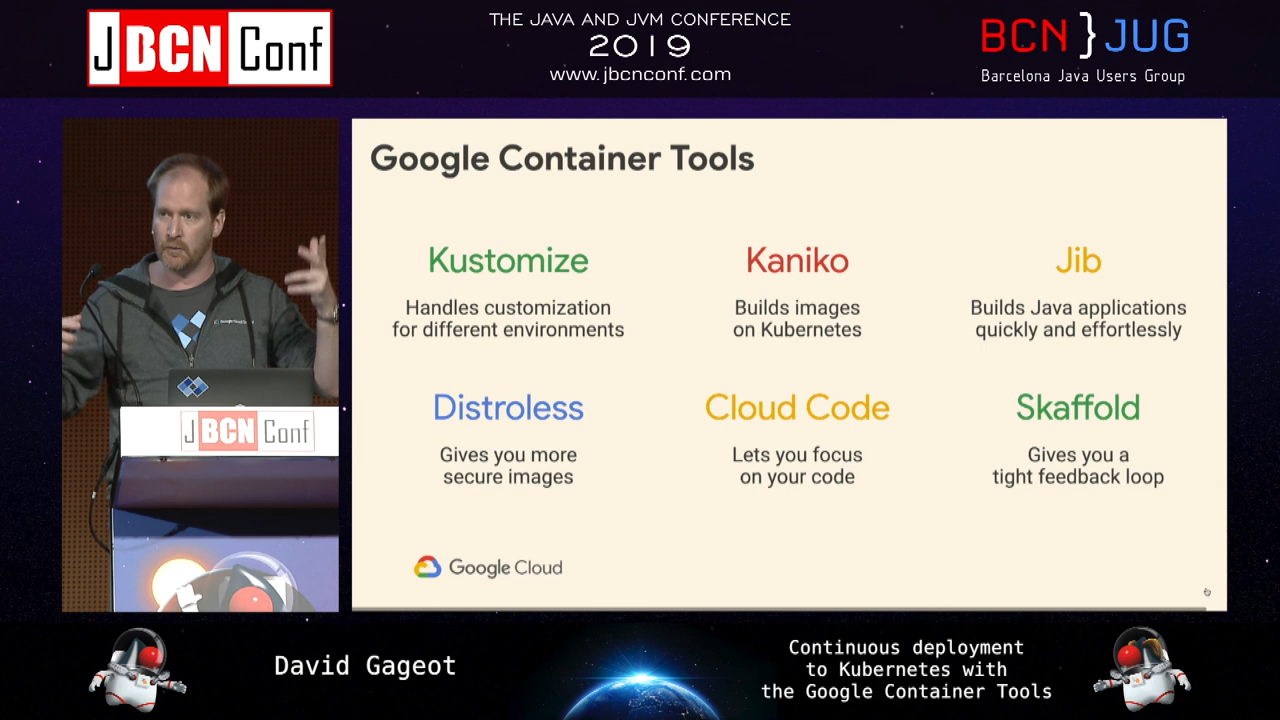 J BCN Conf
THE JAVA AND JVM CONFERENCE
2019
www.jbcnconf.com
BCN } JUG
Barcelona Java Users Group
Google Container Tools
Kustomize
Handles customization
for different environments
Kaniko
Builds images
on Kubernetes
Jib
Builds Java applications
quickly and effortlessly
Distroless
Gives you more
secure images
Cloud Code
Lets you focus
on your code
Skaffold
Gives you a
tight feedback loop
Google Cloud
J BCN Conf
David Gageot
Continuous deployment
to Kubernetes with
the Google Container Tools